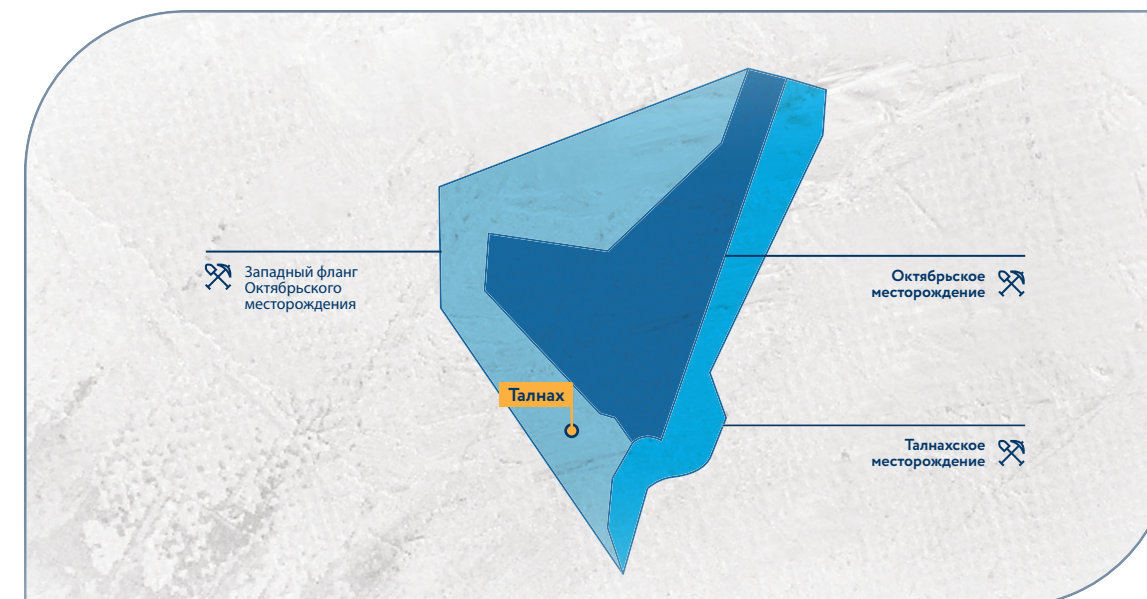 Западный фланг
Октябрьского
месторождения
Октябрьское
месторождение
Талнах
Талнахское
месторождение